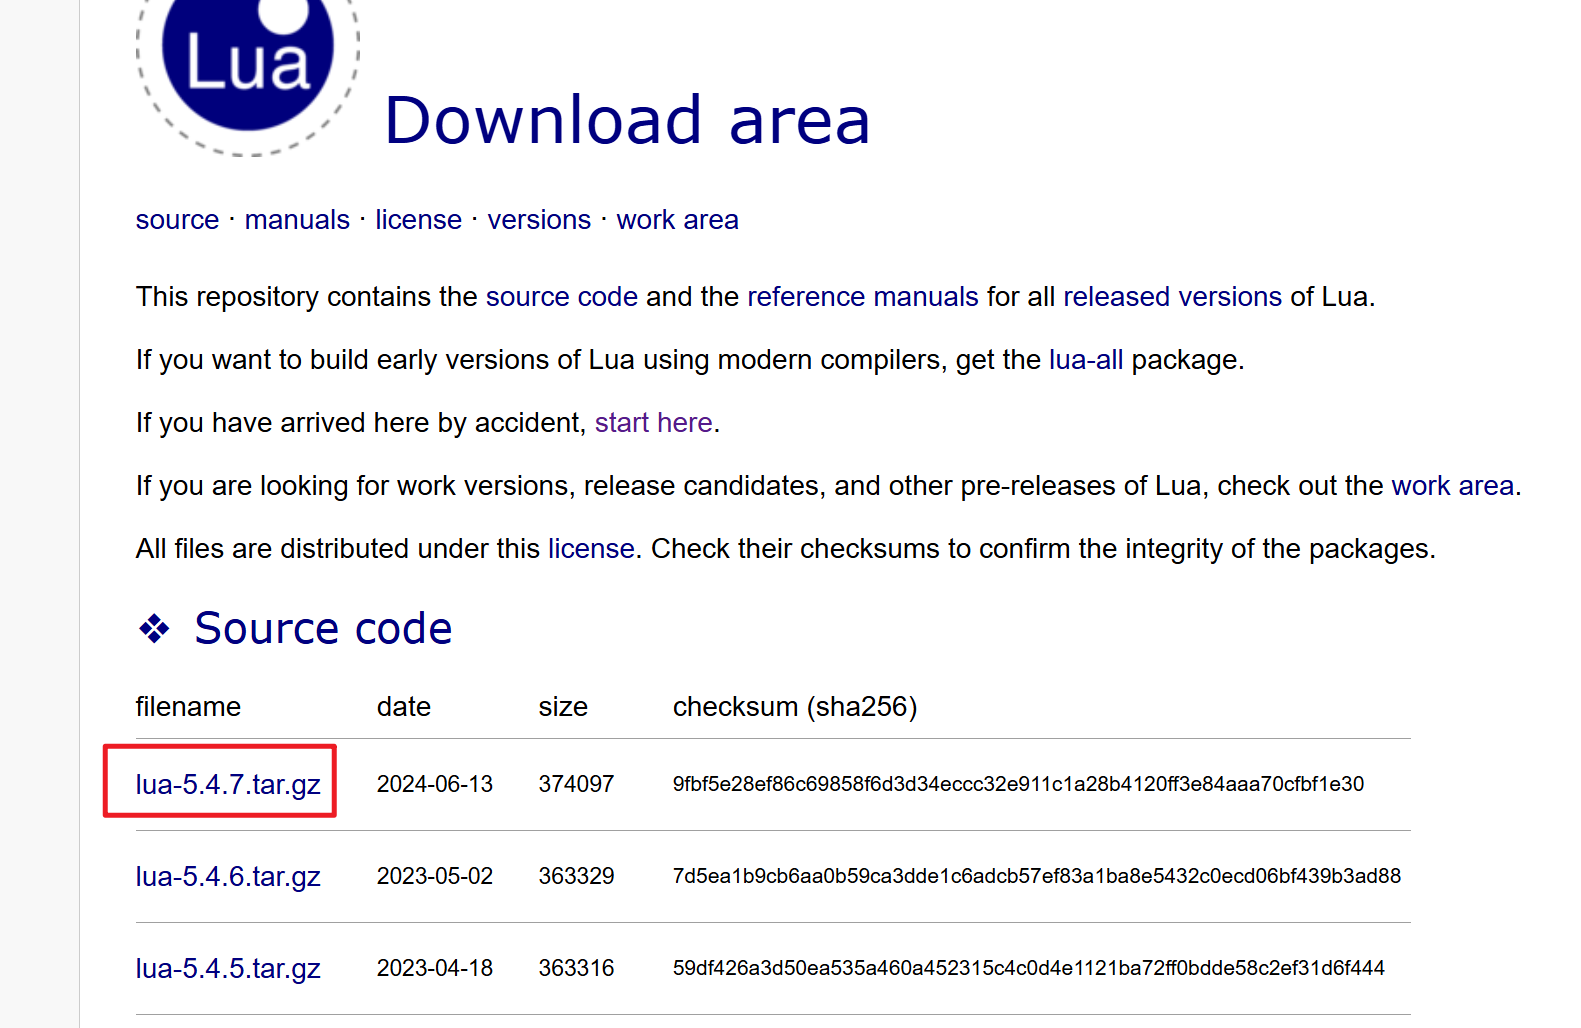 Lua
Download area
source · manuals · license · versions · work area
This repository contains the source code and the reference manuals for all released versions of Lua.
If you want to build early versions of Lua using modern compilers, get the lua-all package.
If you have arrived here by accident, start here.
If you are looking for work versions, release candidates, and other pre-releases of Lua, check out the work area.
All files are distributed under this license. Check their checksums to confirm the integrity of the packages.
❖ Source code
filename date size checksum (sha256)
lua-5.4.7.tar.gz 2024-06-13 374097 9fbf5e28ef86c69858f6d3d34eccc32e911c1a28b4120ff3e84aaa70cfbf1e30
lua-5.4.6.tar.gz 2023-05-02 363329 7d5ea1b9cb6aa0b59ca3dde1c6adcb57ef83a1ba8e5432c0ecd06bf439b3ad88
lua-5.4.5.tar.gz 2023-04-18 363316 59df426a3d50ea535a460a452315c4c0d4e1121ba72ff0bdde58c2ef31d6f444